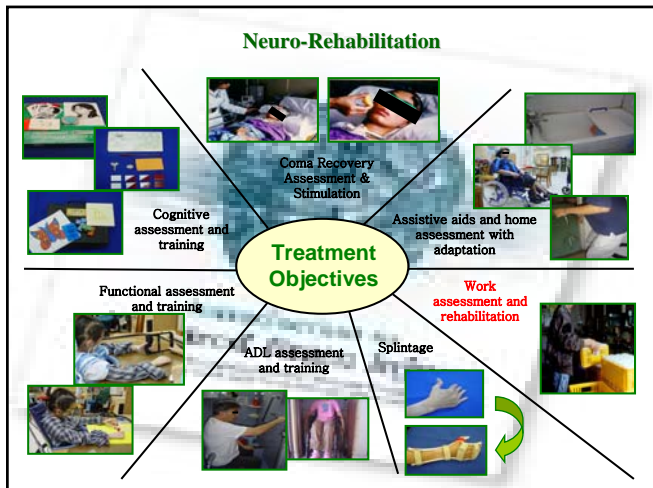 Neuro-Rehabilitation
Coma Recovery
Assessment &
Stimulation
Cognitive
assessment and
training
Assistive aids and home
assessment with
adaptation
Treatment
Objectives
Functional assessment
and training
Work
assessment and
rehabilitation
ADL assessment
and training
Splintage